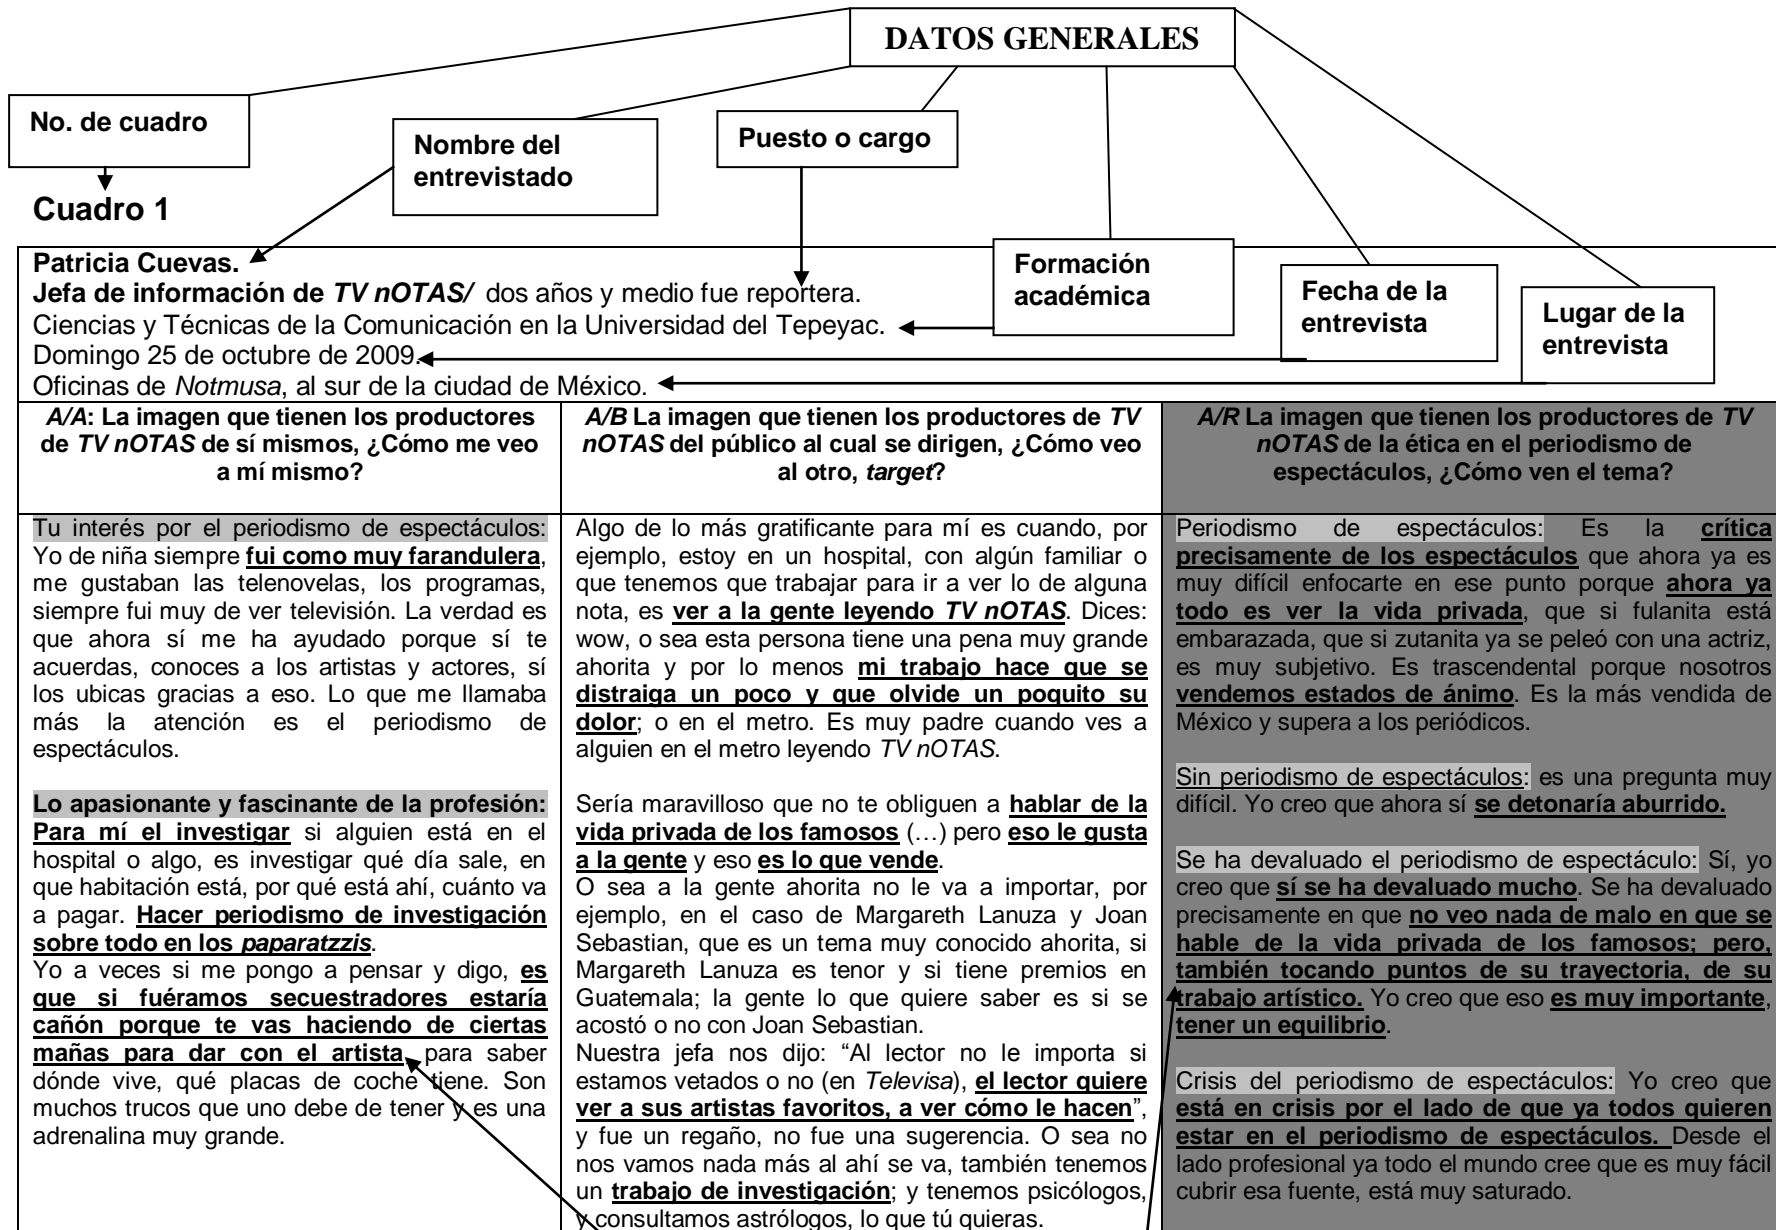 DATOS GENERALES
No. de cuadro
Nombre del
entrevistado
Puesto o cargo
Formación
académica
Fecha de la
entrevista
Lugar de la
entrevista
Cuadro 1
Patricia Cuevas.
Jefa de información de TV nOTAS/ dos años y medio fue reportera.
Ciencias y Técnicas de la Comunicación en la Universidad del Tepeyac.
Domingo 25 de octubre de 2009.
Oficinas de Notmusa, al sur de la ciudad de México.
A/A: La imagen que tienen los productores
de TV nOTAS de sí mismos, ¿Cómo me veo
a mí mismo?
Tu interés por el periodismo de espectáculos:
Yo de niña siempre fui como muy farandulera,
me gustaban las telenovelas, los programas,
siempre fui muy de ver televisión. La verdad es
que ahora sí me ha ayudado porque sí te
acuerdas, conoces a los artistas y actores, sí
los ubicas gracias a eso. Lo que me llamaba
más la atención es el periodismo de
espectáculos.
Lo apasionante y fascinante de la profesión:
Para mí el investigar si alguien está en el
hospital o algo, es investigar qué día sale, en
que habitación está, por qué está ahí, cuánto va
a pagar. Hacer periodismo de investigación
sobre todo en los paparatzzis.
Yo a veces si me pongo a pensar y digo, es
que si fuéramos secuestradores estaría
cañón porque te vas haciendo de ciertas
mañas para dar con el artista para saber
dónde vive, qué placas de coche tiene. Son
muchos trucos que uno debe de tener y es una
adrenalina muy grande.
A/B La imagen que tienen los productores de TV
nOTAS del público al cual se dirigen, ¿Cómo veo
al otro, target?
Algo de lo más gratificante para mí es cuando, por
ejemplo, estoy en un hospital, con algún familiar o
que tenemos que trabajar para ir a ver lo de alguna
nota, es ver a la gente leyendo TV nOTAS. Dices:
wow, o sea esta persona tiene una pena muy grande
ahorita y por lo menos mi trabajo hace que se
distraiga un poco y que olvide un poquito su
dolor; o en el metro. Es muy padre cuando ves a
alguien en el metro leyendo TV nOTAS.
Sería maravilloso que no te obliguen a hablar de la
vida privada de los famosos (…) pero eso le gusta
a la gente y eso es lo que vende.
O sea a la gente ahorita no le va a importar, por
ejemplo, en el caso de Margareth Lanuza y Joan
Sebastian, que es un tema muy conocido ahorita, si
Margareth Lanuza es tenor y si tiene premios en
Guatemala; la gente lo que quiere saber es si se
acostó o no con Joan Sebastian.
Nuestra jefa nos dijo: “Al lector no le importa si
estamos vetados o no (en Televisa), el lector quiere
ver a sus artistas favoritos, a ver cómo le hacen”,
y fue un regaño, no fue una sugerencia. O sea no
nos vamos nada más al ahí se va, también tenemos
un trabajo de investigación; y tenemos psicólogos,
y consultamos astrólogos, lo que tú quieras.
A/R La imagen que tienen los productores de TV
nOTAS de la ética en el periodismo de
espectáculos, ¿Cómo ven el tema?
Periodismo de espectáculos: Es la crítica
precisamente de los espectáculos que ahora ya es
muy difícil enfocarte en ese punto porque ahora ya
todo es ver la vida privada, que si fulanita está
embarazada, que si zutanita ya se peleó con una actriz,
es muy subjetivo. Es trascendental porque nosotros
vendemos estados de ánimo. Es la más vendida de
México y supera a los periódicos.
Sin periodismo de espectáculos: es una pregunta muy
difícil. Yo creo que ahora sí se detonaría aburrido.
Se ha devaluado el periodismo de espectáculo: Sí, yo
creo que sí se ha devaluado mucho. Se ha devaluado
precisamente en que no veo nada de malo en que se
hable de la vida privada de los famosos; pero,
también tocando puntos de su trayectoria, de su
trabajo artístico. Yo creo que eso es muy importante,
tener un equilibrio.
Crisis del periodismo de espectáculos: Yo creo que
está en crisis por el lado de que ya todos quieren
estar en el periodismo de espectáculos. Desde el
lado profesional ya todo el mundo cree que es muy fácil
cubrir esa fuente, está muy saturado.